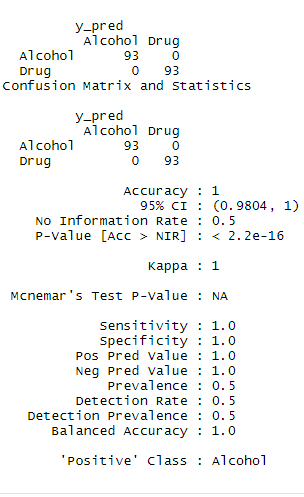 y_pred
Alcohol Drug
Alcohol 93 0
Drug 0 93
Confusion Matrix and Statistics
y_pred
Alcohol Drug
Alcohol 93 0
Drug 0 93
Accuracy : 1
95% CI : (0.9804, 1)
No Information Rate : 0.5
P-Value [Acc > NIR] : < 2.2e-16
Kappa : 1
Mcnemar's Test P-Value : NA
Sensitivity : 1.0
Specificity : 1.0
Pos Pred Value : 1.0
Neg Pred Value : 1.0
Prevalence : 0.5
Detection Rate : 0.5
Detection Prevalence : 0.5
Balanced Accuracy : 1.0
'Positive' Class : Alcohol